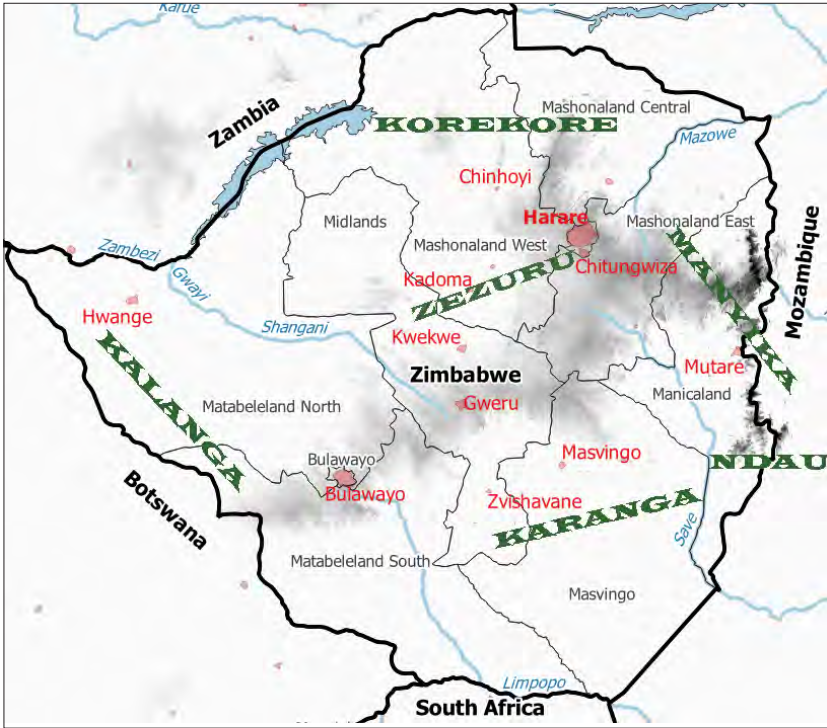 Kafue
Zambia
Mashonaland Central
KOREKORE
Mazowe
Chinhoyi
Midlands
Harare
Mashonaland East
Mashonaland West
MANYIKA
Mozambique
Zambezi
Gwayi
Kadoma
ZEZURU
Chitungwiza
Hwange
Shangani
Kwekwe
KALANGA
Zimbabwe
Mutare
Manicaland
Matabeleland North
Gweru
Bulawayo
Masvingo
NDAU
Bulawayo
Zvishavane
KARANGA
Botswana
Save
Matabeleland South
Masvingo
Limpopo
South Africa